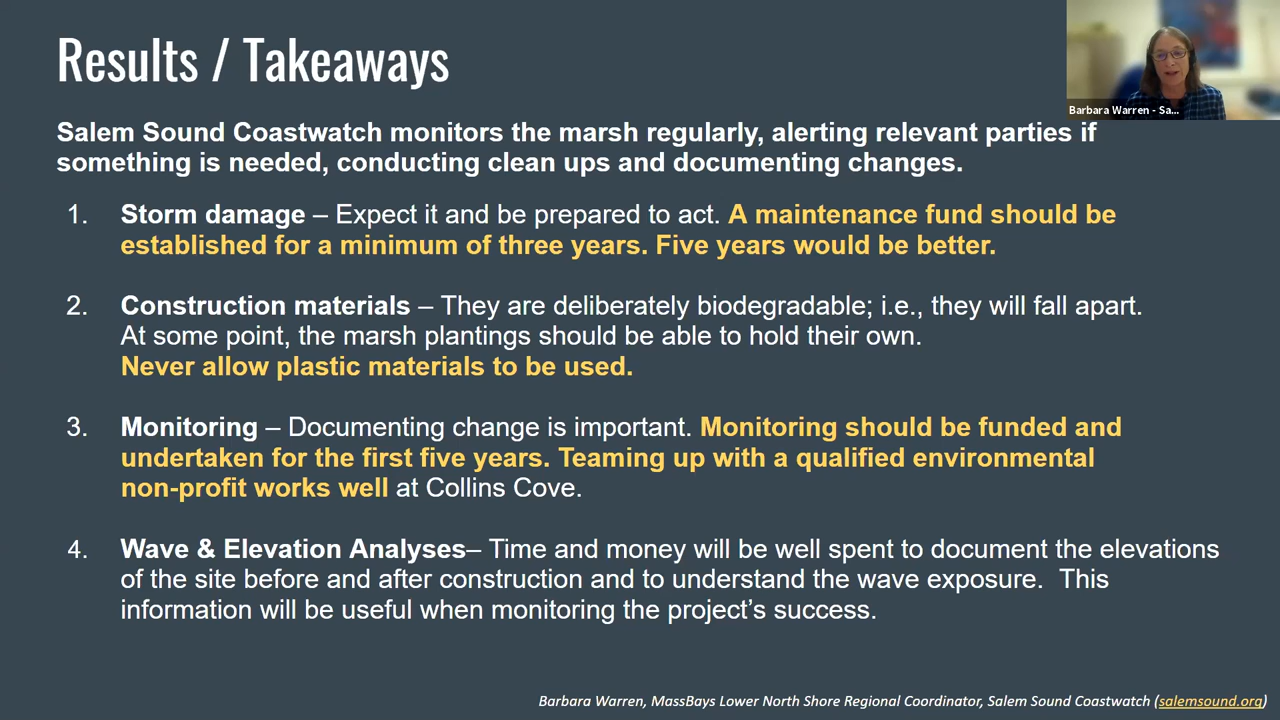 Results / Takeaways
Barbara Warren - Sa...
Salem Sound Coastwatch monitors the marsh regularly, alerting relevant parties if
something is needed, conducting clean ups and documenting changes.
1. Storm damage – Expect it and be prepared to act. A maintenance fund should be
established for a minimum of three years. Five years would be better.
2. Construction materials – They are deliberately biodegradable; i.e., they will fall apart.
At some point, the marsh plantings should be able to hold their own.
Never allow plastic materials to be used.
3. Monitoring – Documenting change is important. Monitoring should be funded and
undertaken for the first five years. Teaming up with a qualified environmental
non-profit works well at Collins Cove.
4. Wave & Elevation Analyses– Time and money will be well spent to document the elevations
of the site before and after construction and to understand the wave exposure.  This
information will be useful when monitoring the project’s success.
Barbara Warren, MassBays Lower North Shore Regional Coordinator, Salem Sound Coastwatch (salemsound.org)